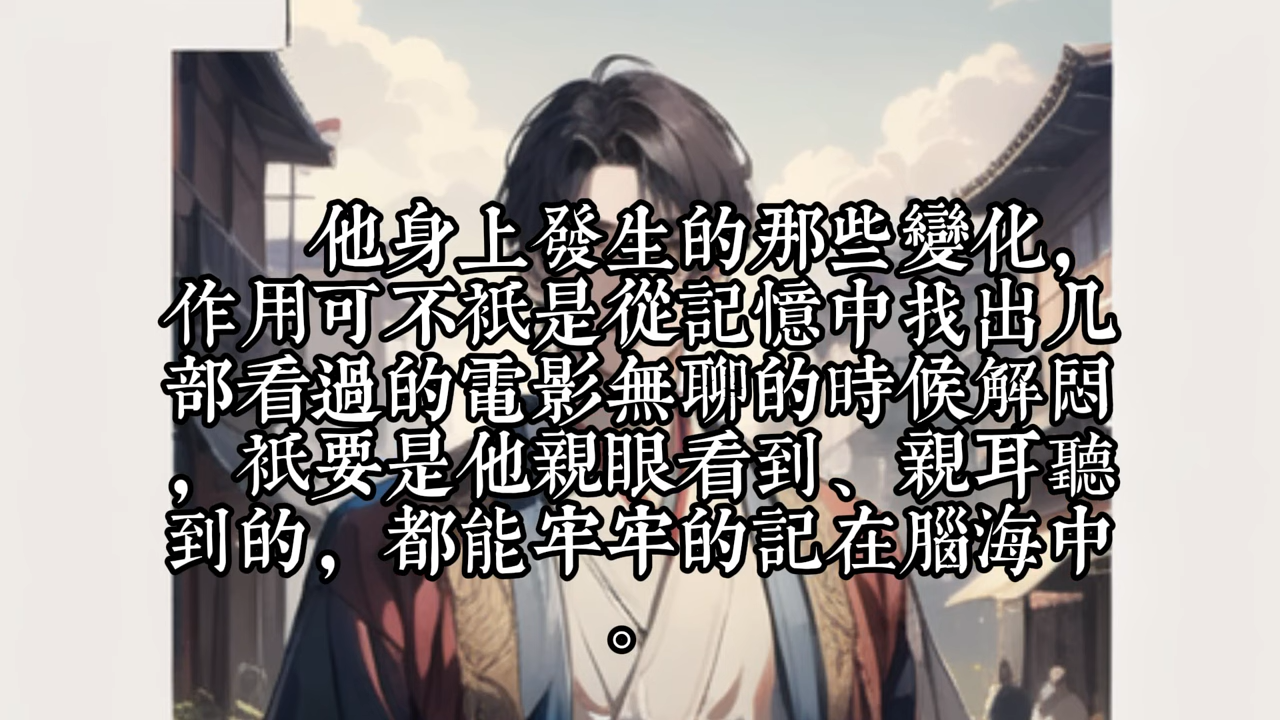 他身上發生的那些變化，
作用可不祇是從記憶中找出几
部看過的電影無聊的時候解悶
，祇要是他親眼看到、親耳聽
到的，都能牢牢的記在腦海中
。